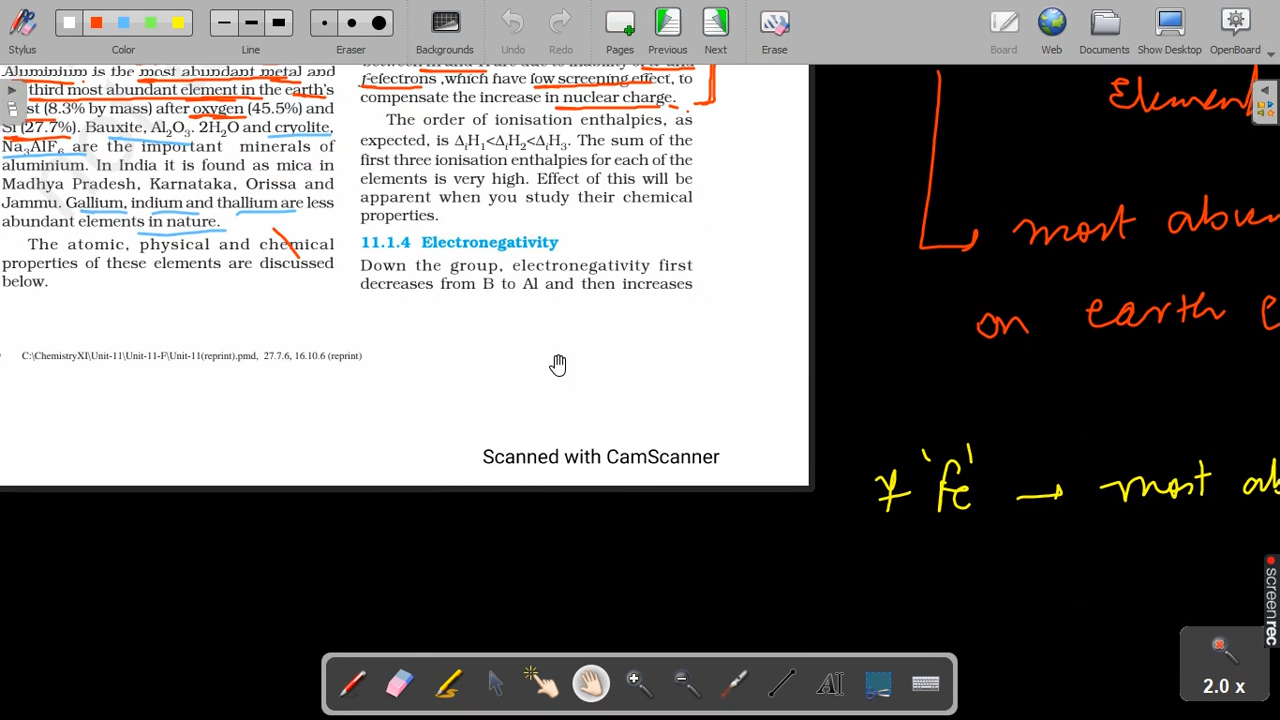 Stylus
Color
Line
Eraser
Backgrounds
Undo
Redo
Pages
Previous
Next
Erase
Board
Web
Documents
Show Desktop
OpenBoard
Aluminium is the most abundant metal and
third most abundant element in the earth's
(8.3% by mass) after oxygen (45.5%) and
Si (27.7%). Bauxite, Al₂O₃. 2H₂O and cryolite,
Na₃AlF₆ are the important minerals of
aluminium. In India it is found as mica in
Madhya Pradesh, Karnataka, Orissa and
Jammu. Gallium, indium and thallium are less
abundant elements in nature.
The atomic, physical and chemical
properties of these elements are discussed
below.
due to inability of
f electrons ,which have low screening effect, to
compensate the increase in nuclear charge.
The order of ionisation enthalpies, as
expected, is ΔᵢH₁<ΔᵢH₂<ΔᵢH₃. The sum of the
first three ionisation enthalpies for each of the
elements is very high. Effect of this will be
apparent when you study their chemical
properties.
11.1.4 Electronegativity
Down the group, electronegativity first
decreases from B to Al and then increases
C:\ChemistryXI\Unit-11\Unit-11-F\Unit-11(reprint).pmd, 27.7.6, 16.10.6 (reprint)
Scanned with CamScanner
Element
most
on earth
'fe' → most
screenrec
2.0 x